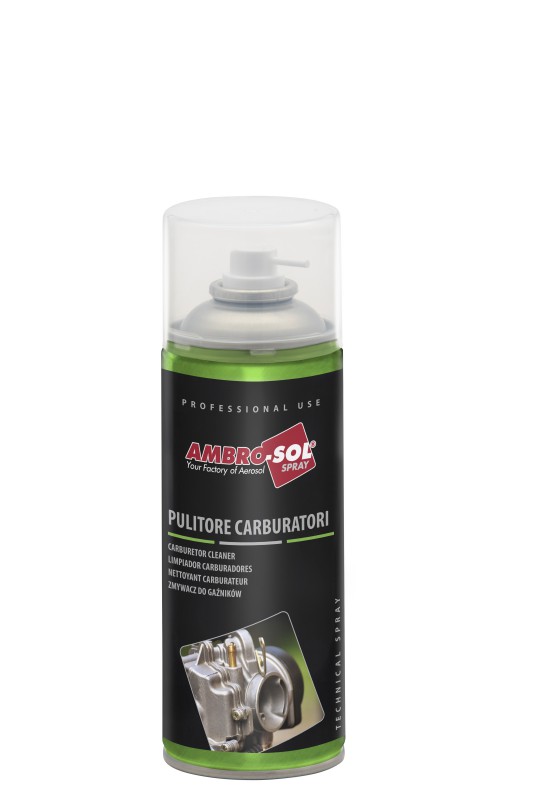 PROFESSIONAL USE
AMBRO-SOL®
Your Factory of Aerosol SPRAY
PULITORE CARBURATORI
CARBURETOR CLEANER
LIMPIADOR CARBURADORES
NETTOYANT CARBURATEUR
ZMYWACZ DO GAŹNIKÓW
TECHNICAL SPRAY